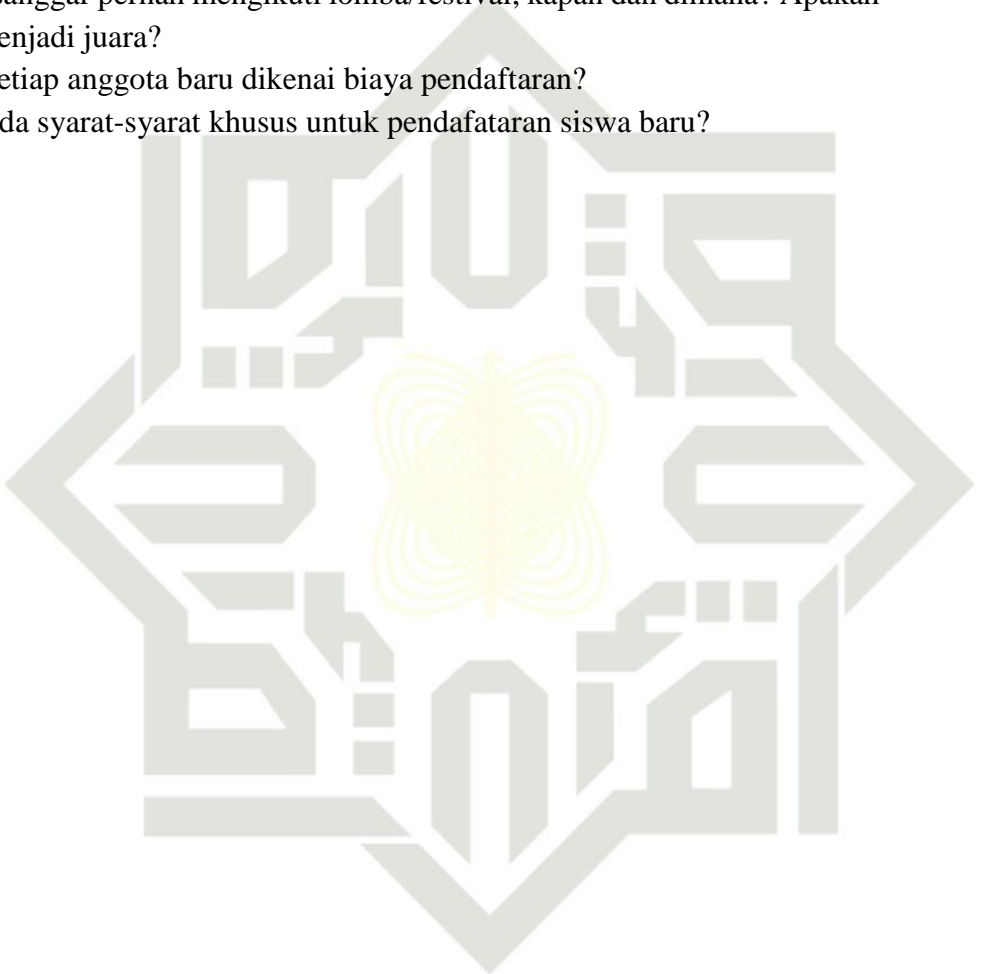 sanggar pernah mengikuti lomba/festival, kapan dan dimana? Apakah
enjadi juara?
etiap anggota baru dikenai biaya pendaftaran?
da syarat-syarat khusus untuk pendafataran siswa baru?